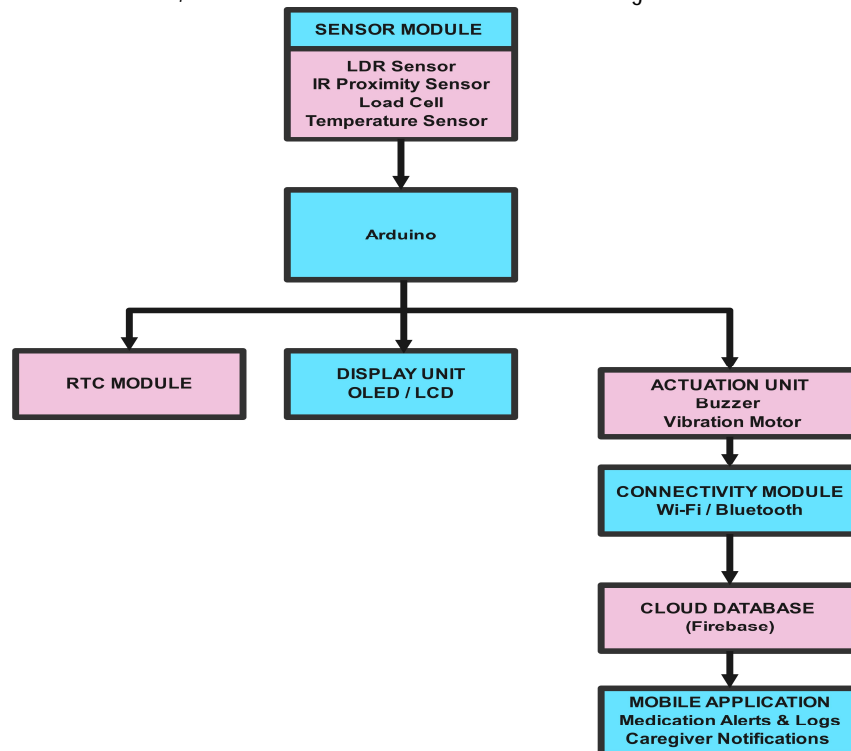 SENSOR MODULE
LDR Sensor
IR Proximity Sensor
Load Cell
Temperature Sensor
Arduino
RTC MODULE
DISPLAY UNIT
OLED / LCD
ACTUATION UNIT
Buzzer
Vibration Motor
CONNECTIVITY MODULE
Wi-Fi / Bluetooth
CLOUD DATABASE
(Firebase)
MOBILE APPLICATION
Medication Alerts & Logs
Caregiver Notifications